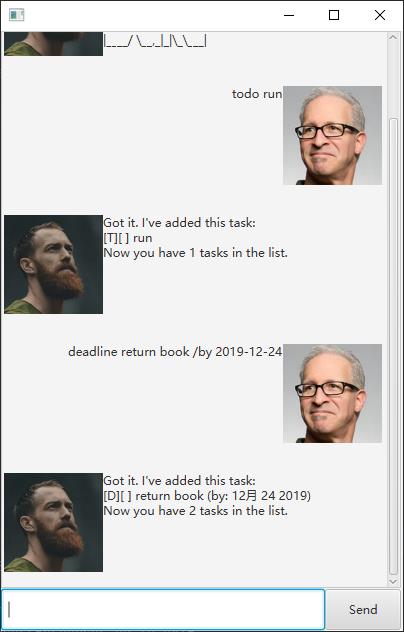 |____/ \__,_|_|\_\___|
todo run
Got it. I've added this task:
[T][ ] run
Now you have 1 tasks in the list.
deadline return book /by 2019-12-24
Got it. I've added this task:
[D][ ] return book (by: 12月 24 2019)
Now you have 2 tasks in the list.
Send